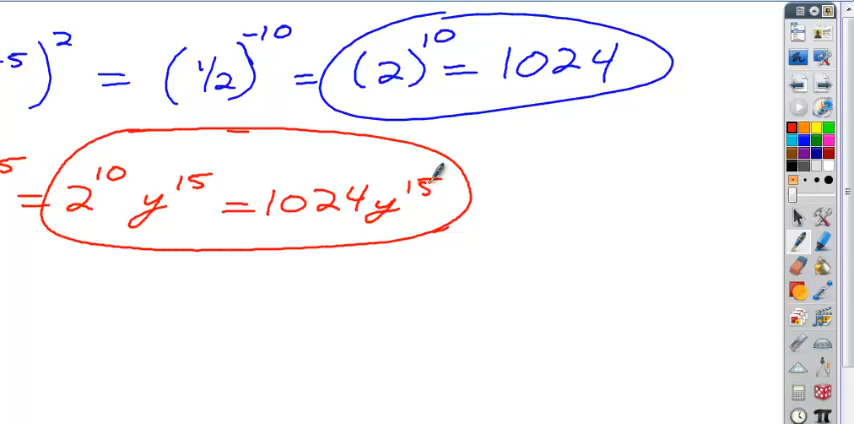 -5)^2 = (1/2)^-10 = (2)^10 = 1024
5 = 2^10 y^15 = 1024y^15